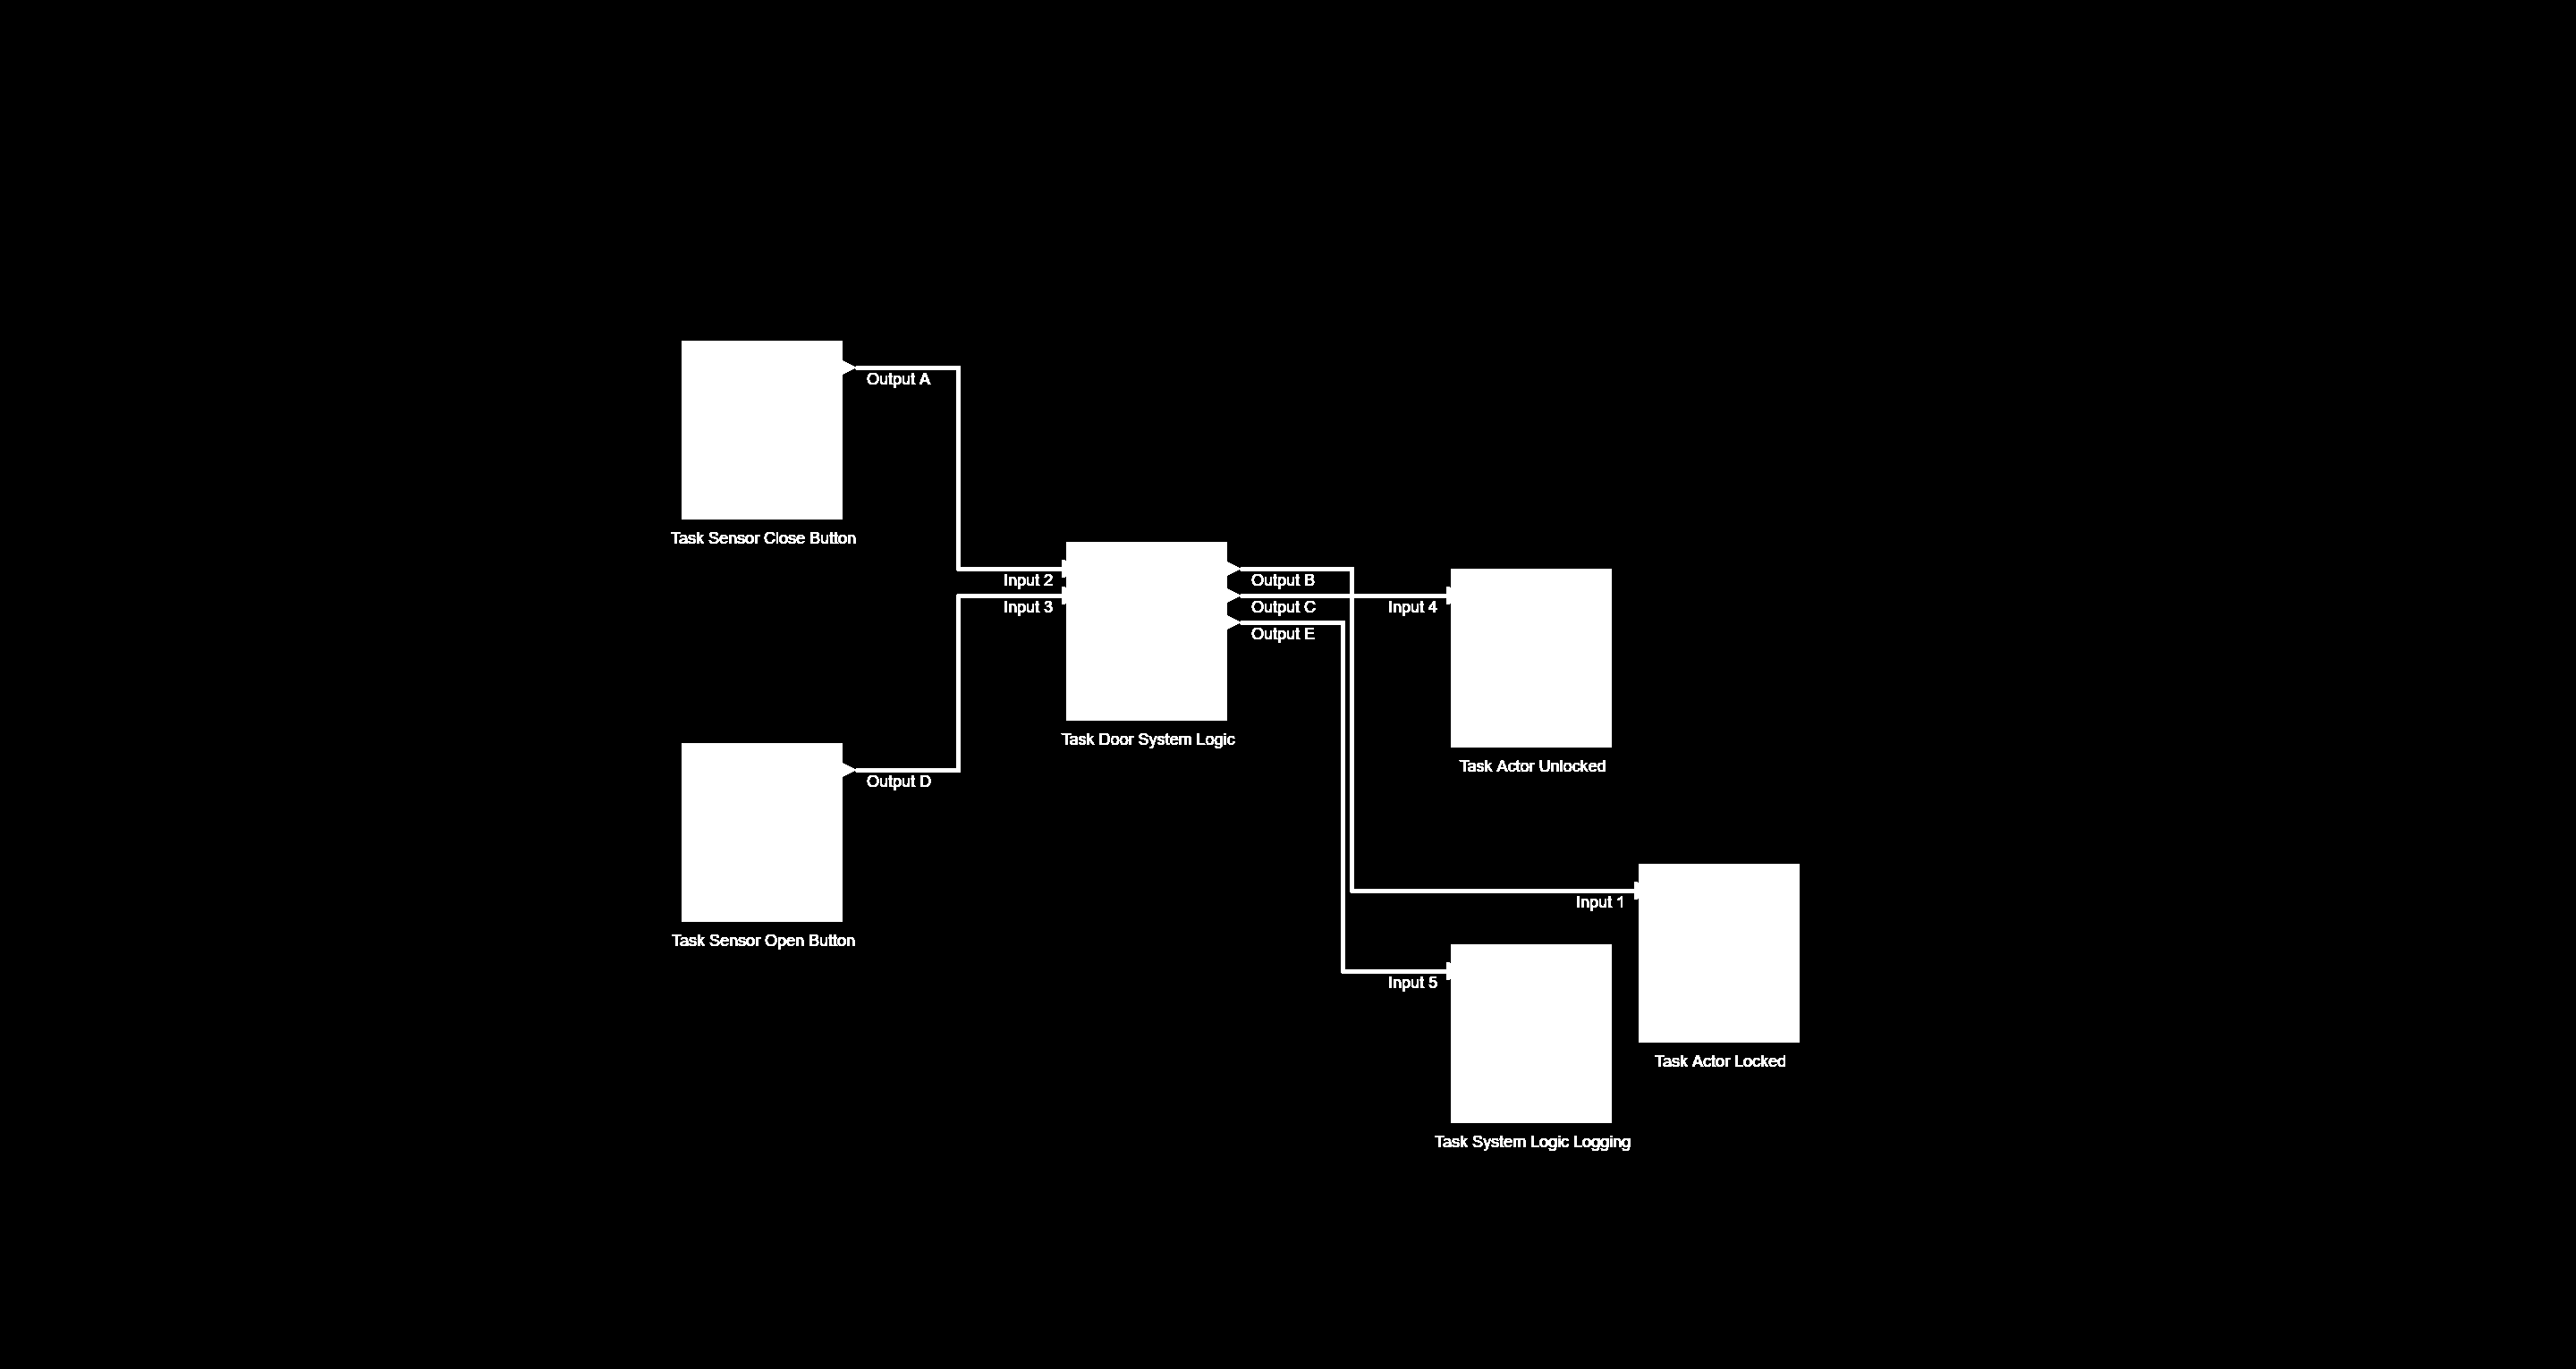 Output A
Task Sensor Close Button
Input 2
Input 3
Output B
Output C
Output E
Input 4
Task Door System Logic
Task Actor Unlocked
Output D
Task Sensor Open Button
Input 1
Input 5
Task Actor Locked
Task System Logic Logging